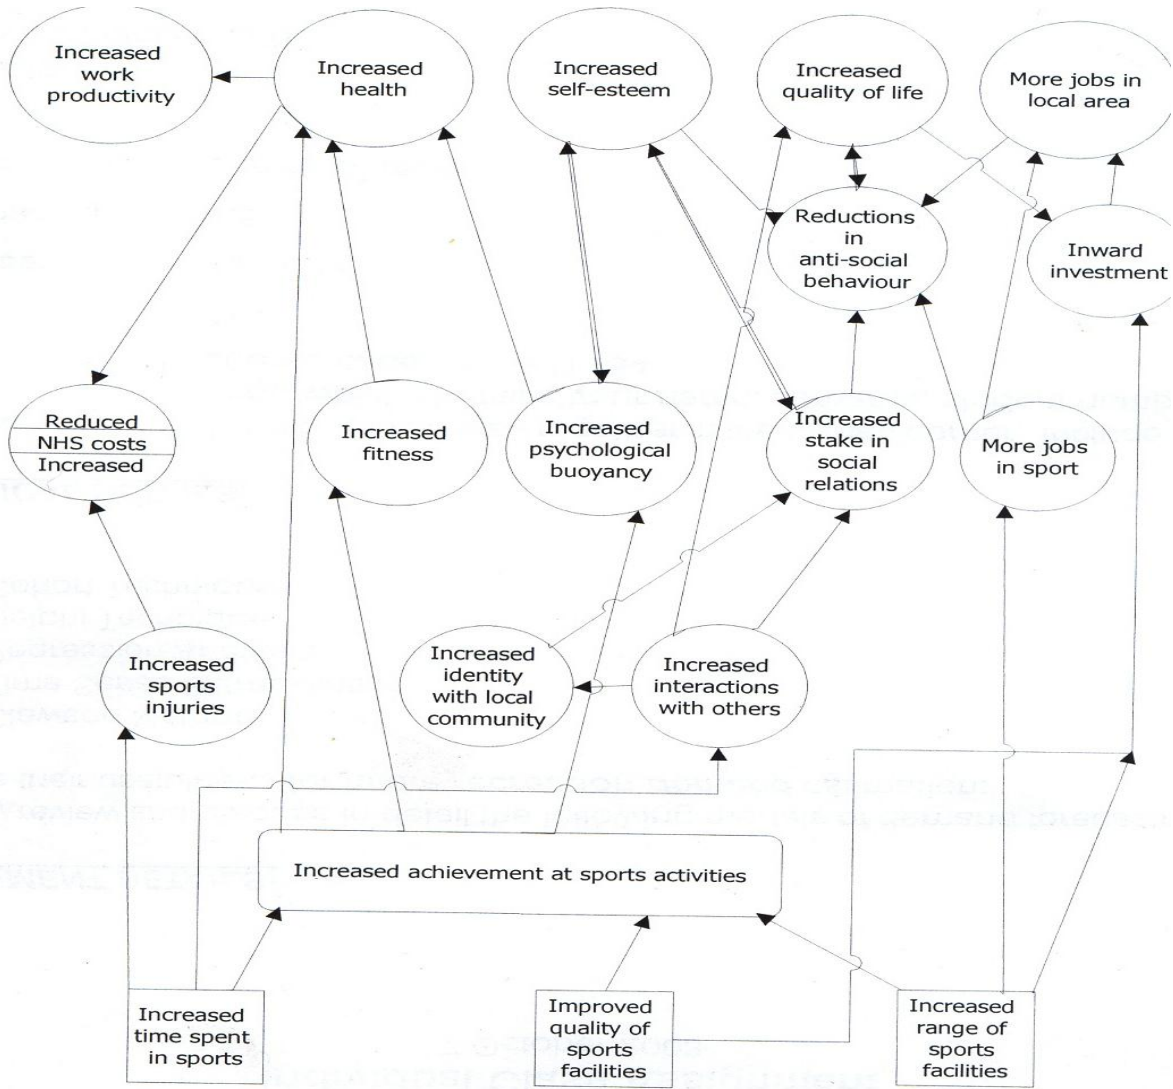 Increased
work
productivity
Increased
health
Increased
self-esteem
Increased
quality of life
More jobs in
local area
Reductions
in
anti-social
behaviour
Inward
investment
Reduced
NHS costs
Increased
Increased
fitness
Increased
psychological
buoyancy
Increased
stake in
social
relations
More jobs
in sport
Increased
sports
injuries
Increased
identity
with local
community
Increased
interactions
with others
Increased achievement at sports activities
Increased
time spent
in sports
Improved
quality of
sports
facilities
Increased
range of
sports
facilities